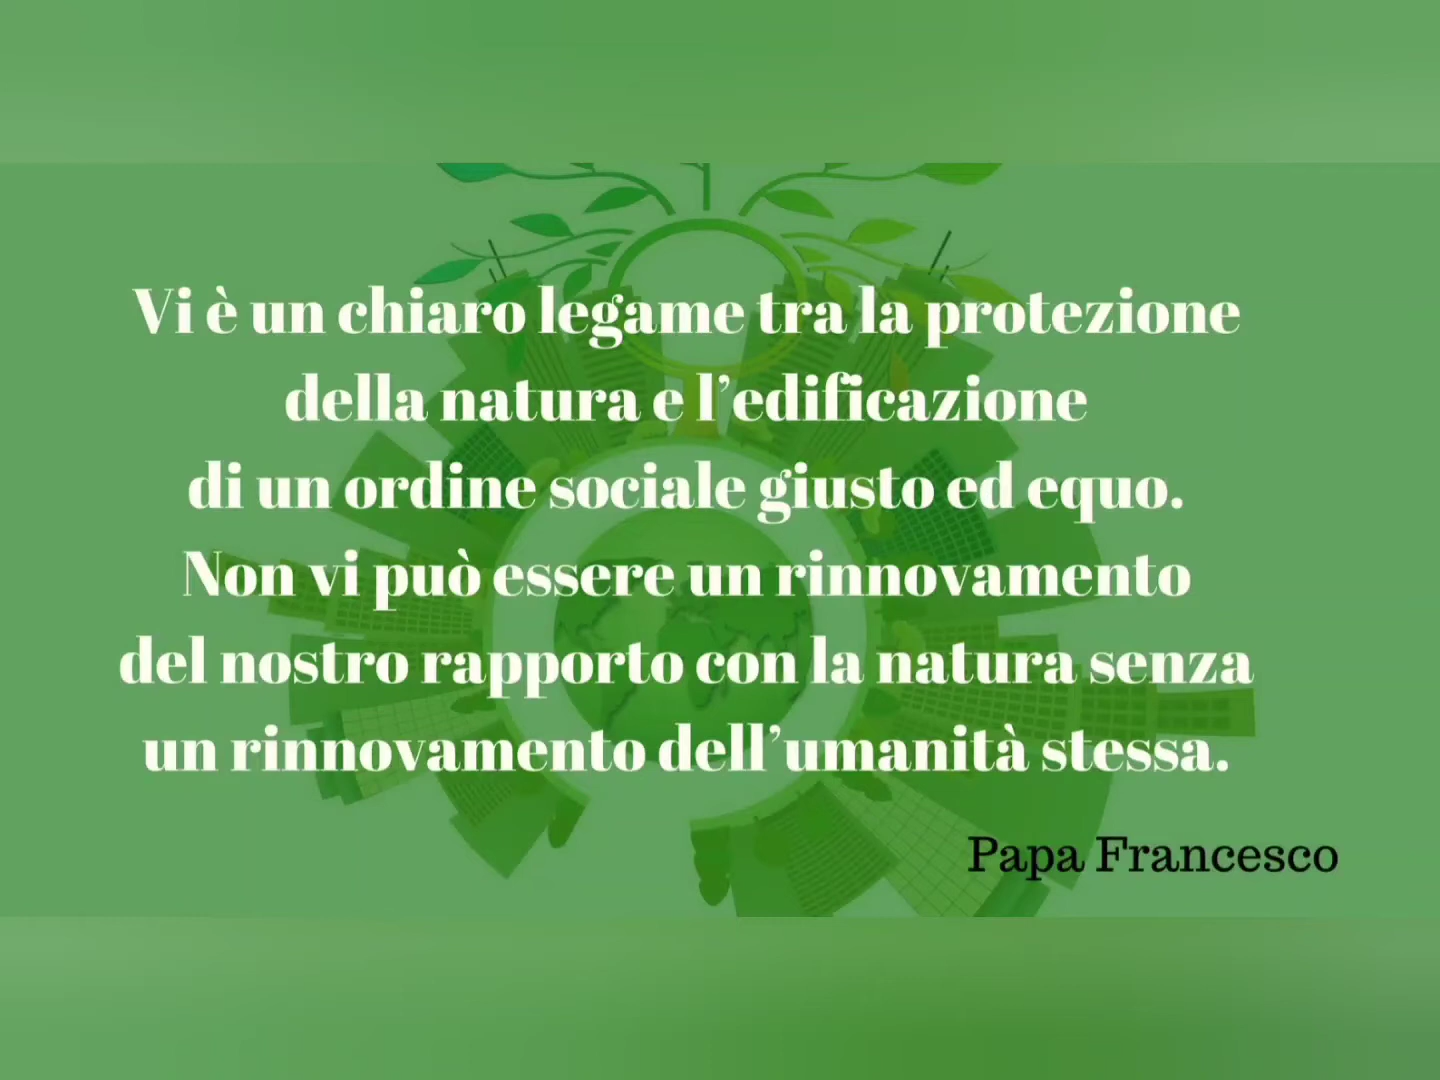 Vi è un chiaro legame tra la protezione
della natura e l’edificazione
di un ordine sociale giusto ed equo.
Non vi può essere un rinnovamento
del nostro rapporto con la natura senza
un rinnovamento dell’umanità stessa.
Papa Francesco